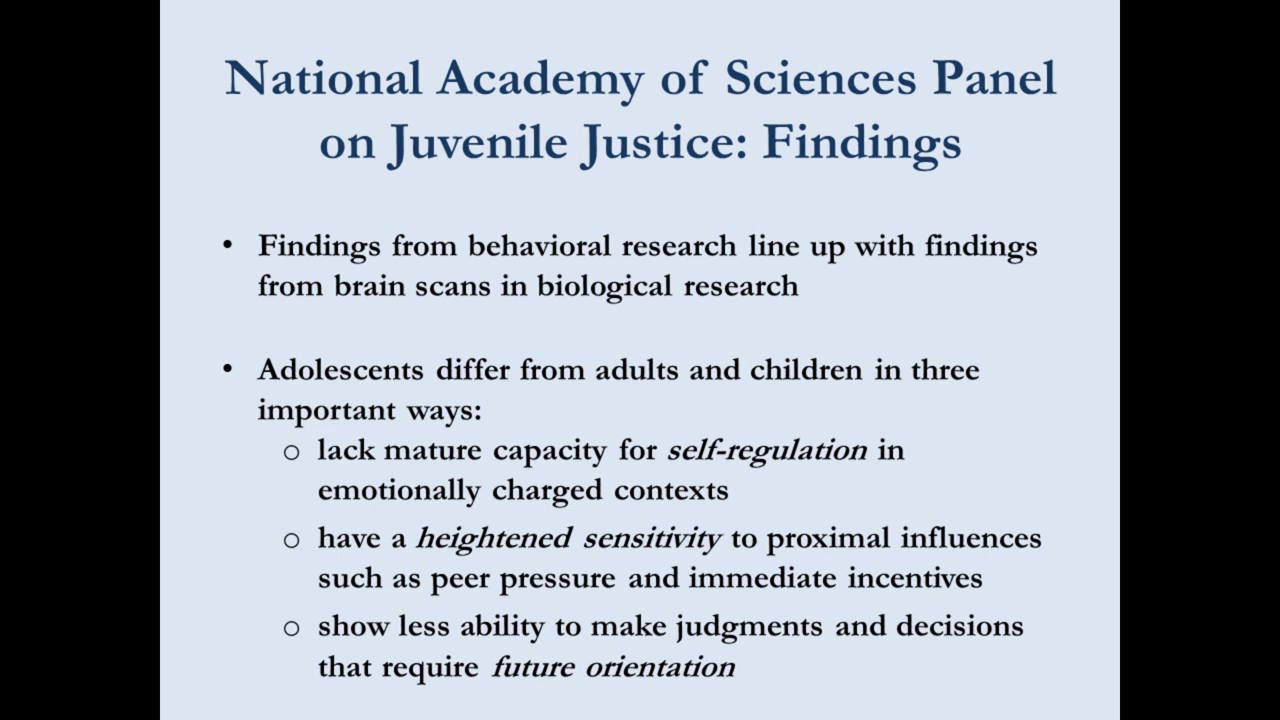 National Academy of Sciences Panel
on Juvenile Justice: Findings
• Findings from behavioral research line up with findings
from brain scans in biological research
• Adolescents differ from adults and children in three
important ways:
o lack mature capacity for self-regulation in
emotionally charged contexts
o have a heightened sensitivity to proximal influences
such as peer pressure and immediate incentives
o show less ability to make judgments and decisions
that require future orientation